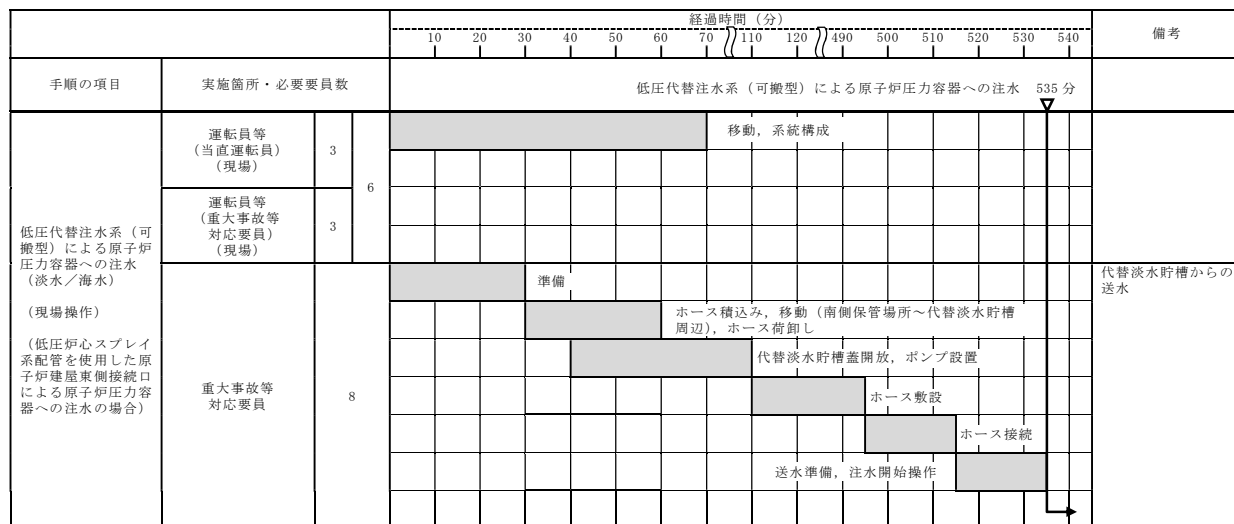 経過時間（分）
備考
10 20 30 40 50 60 70 110 120 490 500 510 520 530 540
手順の項目
実施箇所・必要要員数
低圧代替注水系（可搬型）による原子炉圧力容器への注水 535 分
低圧代替注水系（可
搬型）による原子炉
圧力容器への注水
（淡水／海水）
（現場操作）
（低圧炉心スプレイ
系配管を使用した原
子炉建屋東側接続口
による原子炉圧力容
器への注水の場合）
運転員等
（当直運転員）
（現場）
3
運転員等
（重大事故等
対応要員）
（現場）
3
6
移動，系統構成
重大事故等
対応要員
8
準備
ホース積込み，移動（南側保管場所～代替淡水貯槽
周辺），ホース荷卸し
代替淡水貯槽蓋開放，ポンプ設置
ホース敷設
ホース接続
送水準備，注水開始操作
代替淡水貯槽からの
送水